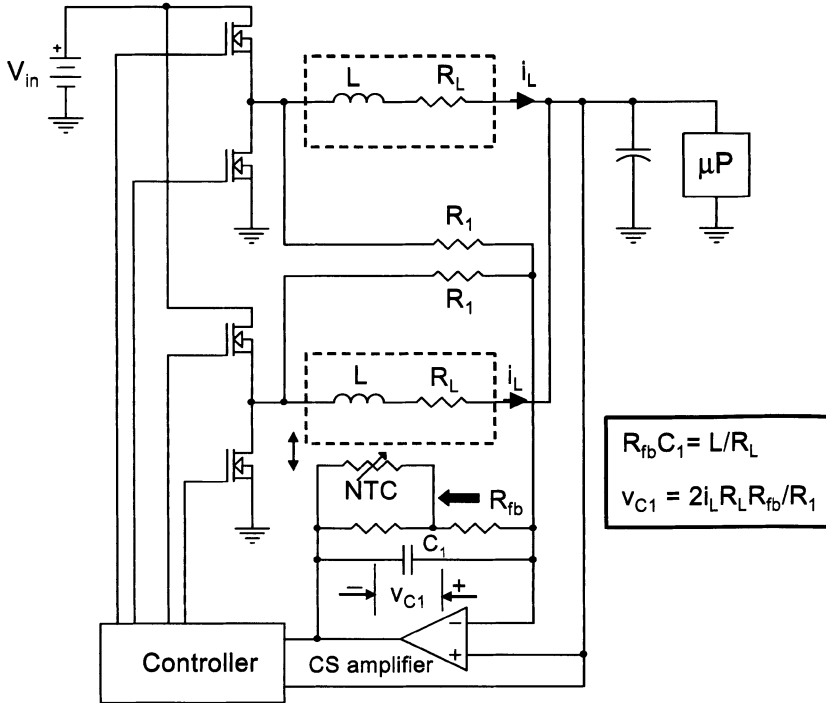 V_in
+
L
R_L
i_L
µP
R_1
R_1
L
R_L
i_L
NTC
R_fb
C_1
− v_C1 +
−
+
Controller
CS amplifier
R_fb C_1 = L/R_L
v_C1 = 2i_L R_L R_fb/R_1